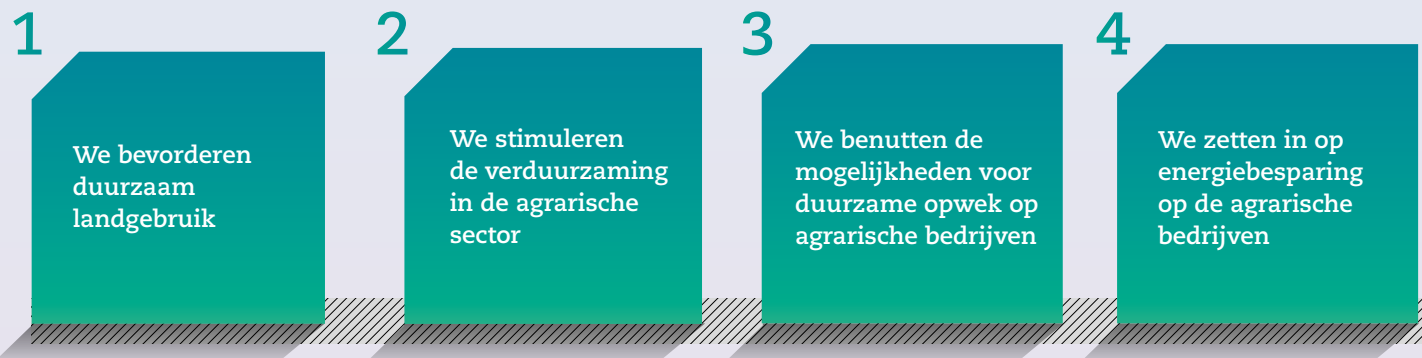 1
We bevorderen
duurzaam
landgebruik
2
We stimuleren
de verduurzaming
in de agrarische
sector
3
We benutten de
mogelijkheden voor
duurzame opwek op
agrarische bedrijven
4
We zetten in op
energiebesparing
op de agrarische
bedrijven